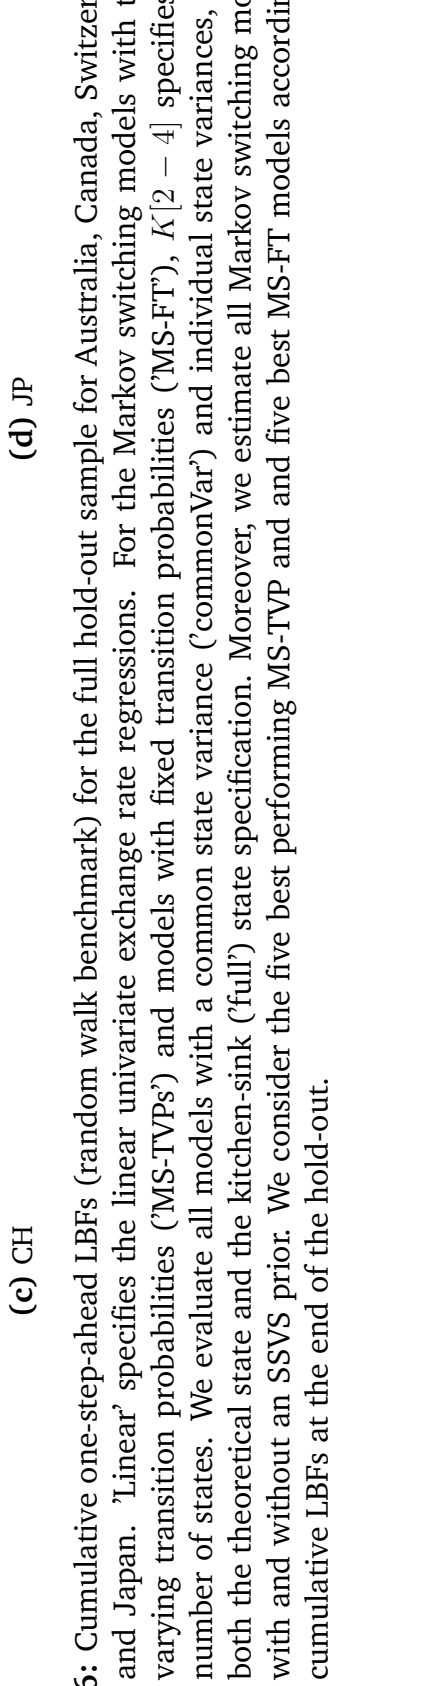 (c) CH (d) JP
6: Cumulative one-step-ahead LBFs (random walk benchmark) for the full hold-out sample for Australia, Canada,
and Japan. 'Linear' specifies the linear univariate exchange rate regressions. For the Markov switching models with
varying transition probabilities ('MS-TVPs') and models with fixed transition probabilities ('MS-FT'), K[2 − 4] specifies
number of states. We evaluate all models with a common state variance ('commonVar') and individual state variances,
both the theoretical state and the kitchen-sink ('full') state specification. Moreover, we estimate all Markov switching
with and without an SSVS prior. We consider the five best performing MS-TVP and and five best MS-FT models
cumulative LBFs at the end of the hold-out.